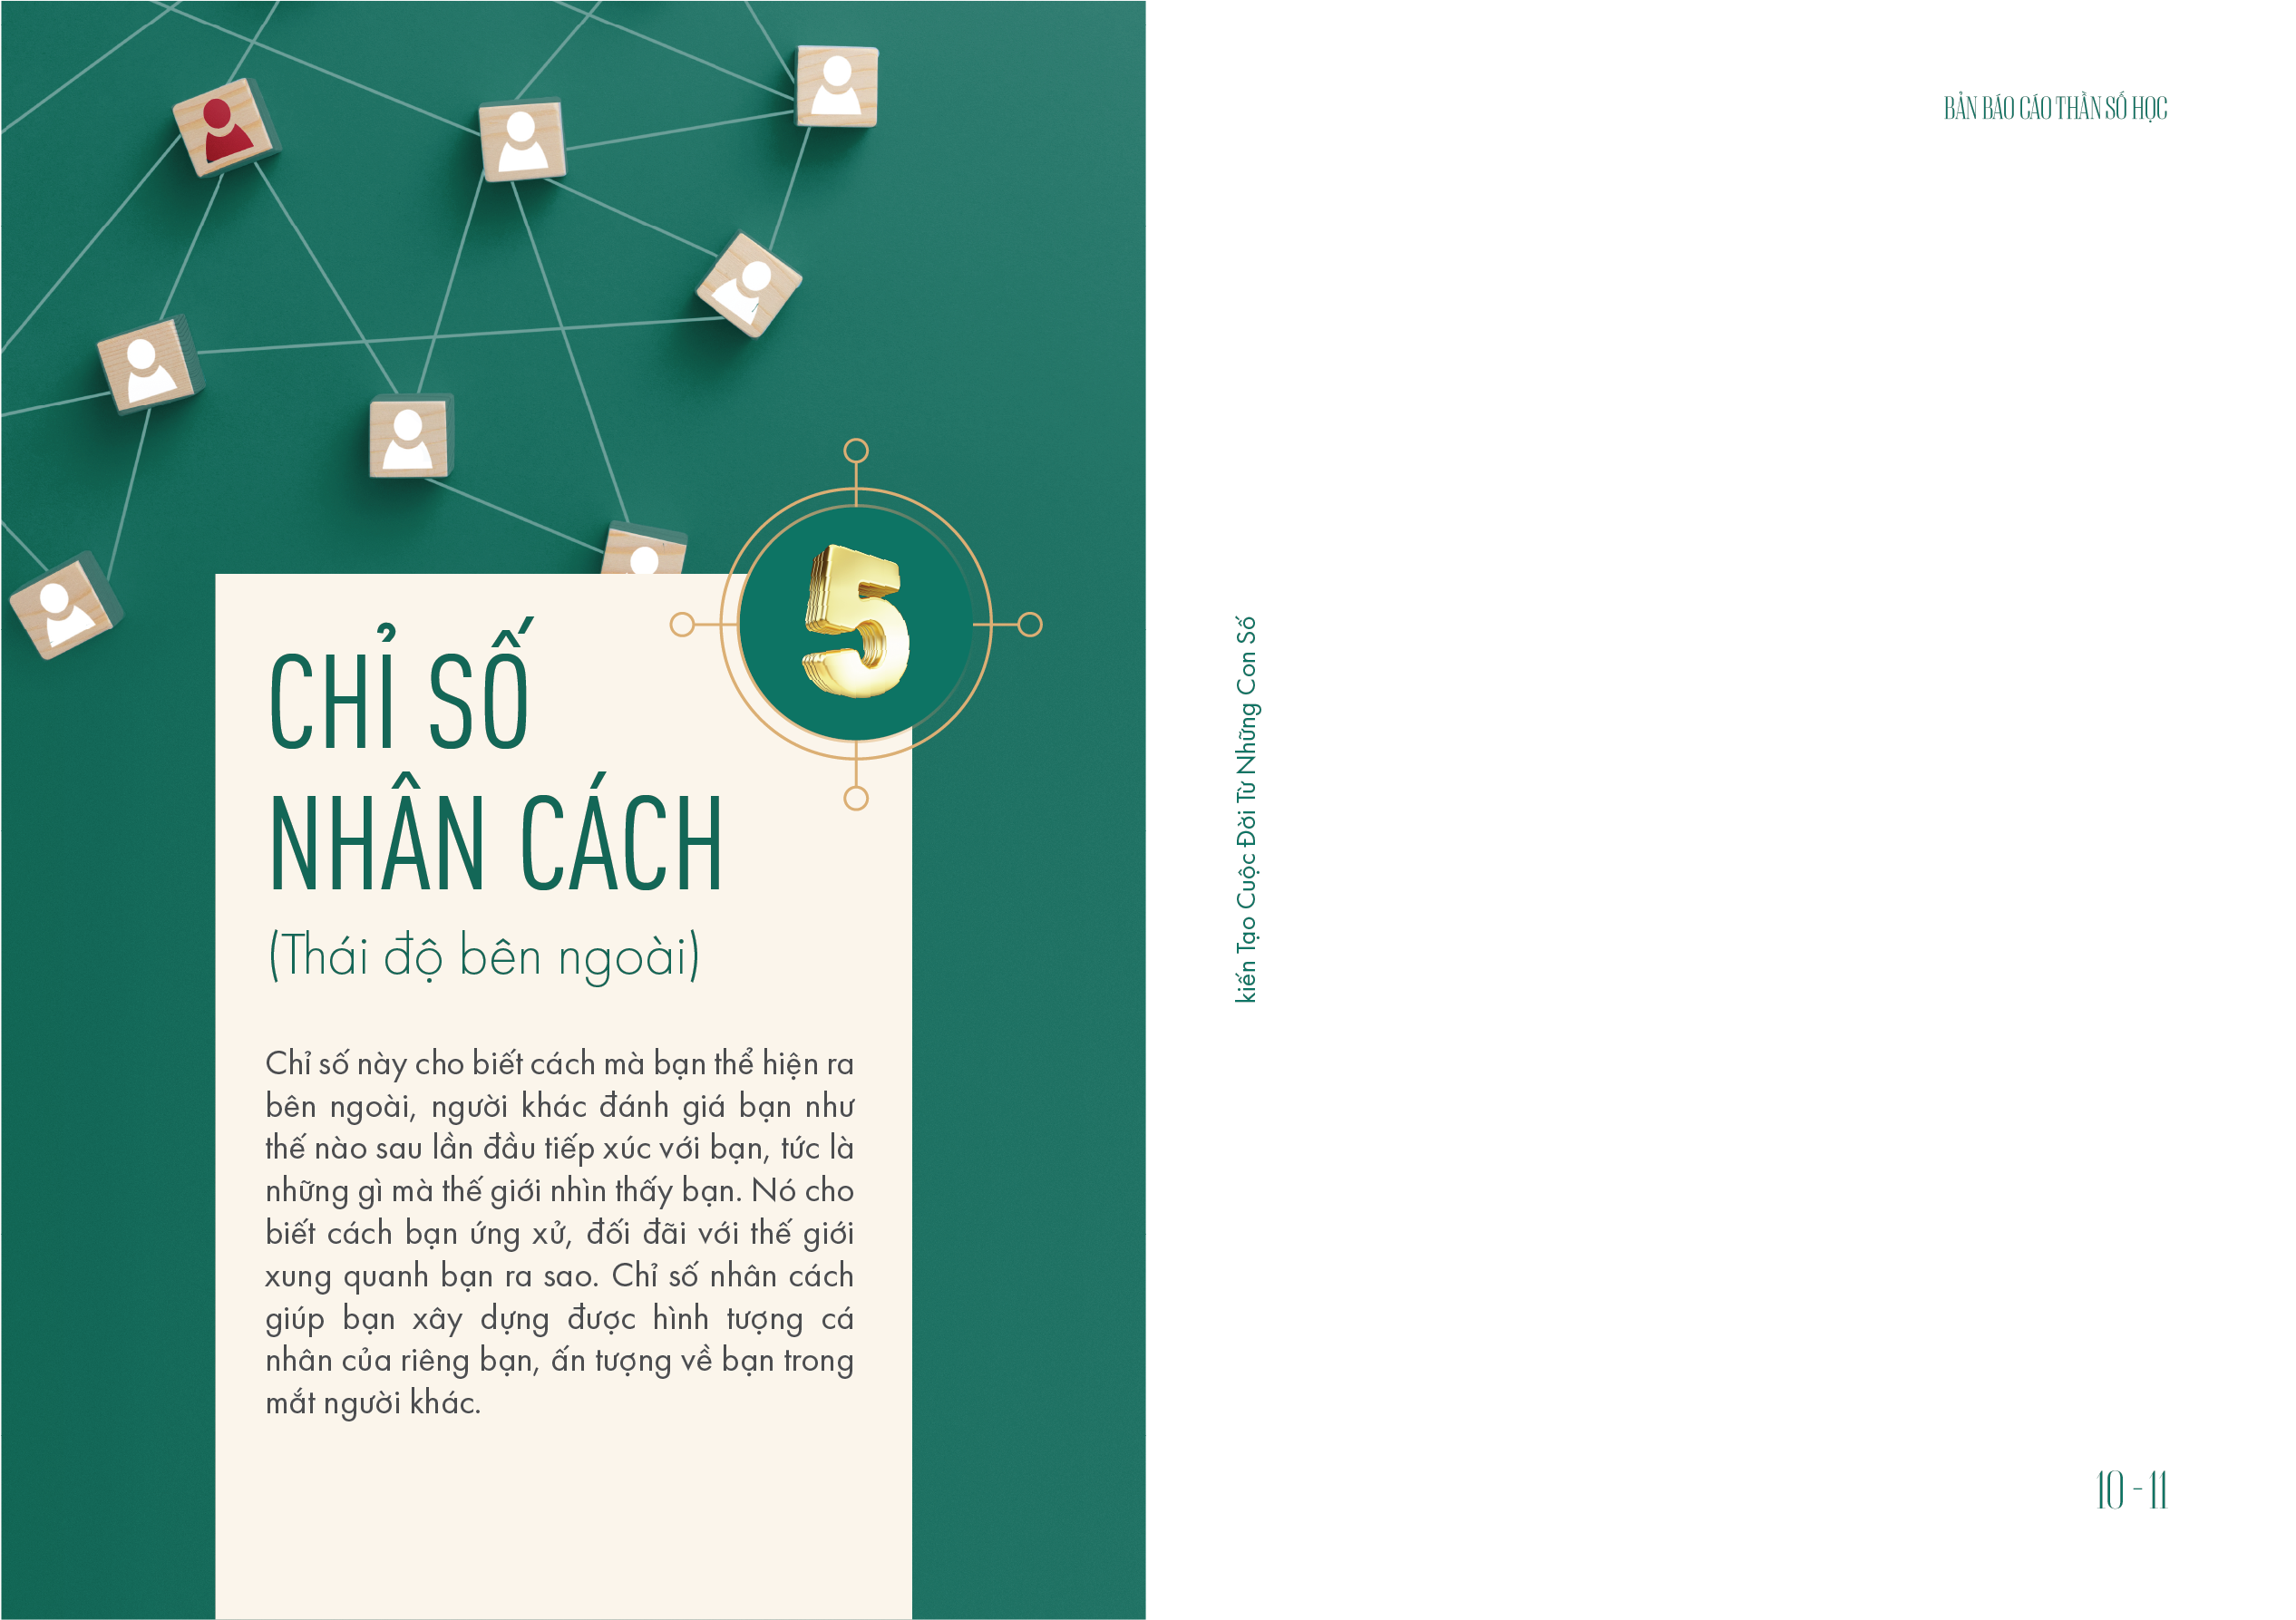 5
CHỈ SỐ
NHÂN CÁCH
(Thái độ bên ngoài)
Chỉ số này cho biết cách mà bạn thể hiện ra
bên ngoài, người khác đánh giá bạn như
thế nào sau lần đầu tiếp xúc với bạn, tức là
những gì mà thế giới nhìn thấy bạn. Nó cho
biết cách bạn ứng xử, đối đãi với thế giới
xung quanh bạn ra sao. Chỉ số nhân cách
giúp bạn xây dựng được hình tượng cá
nhân của riêng bạn, ấn tượng về bạn trong
mắt người khác.
kiến Tạo Cuộc Đời Từ Những Con Số
BẢN BÁO CÁO THẦN SỐ HỌC
10 - 11